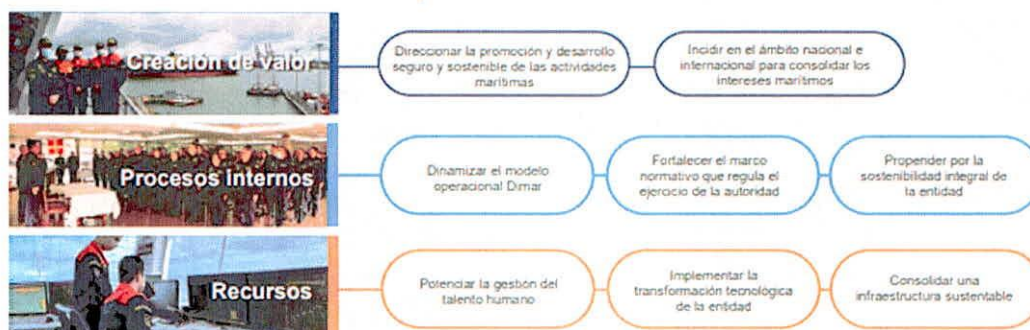 Creación de valor
Direccionar la promoción y desarrollo
seguro y sostenible de las actividades
marítimas
Incidir en el ámbito nacional e
internacional para consolidar los
intereses marítimos
Procesos Internos
Dinamizar el modelo
operacional Dimar
Fortalecer el marco
normativo que regula el
ejercicio de la autoridad
Propender por la
sostenibilidad integral de
la entidad
Recursos
Potenciar la gestión del
talento humano
Implementar la
transformación tecnológica
de la entidad
Consolidar una
infraestructura sustentable